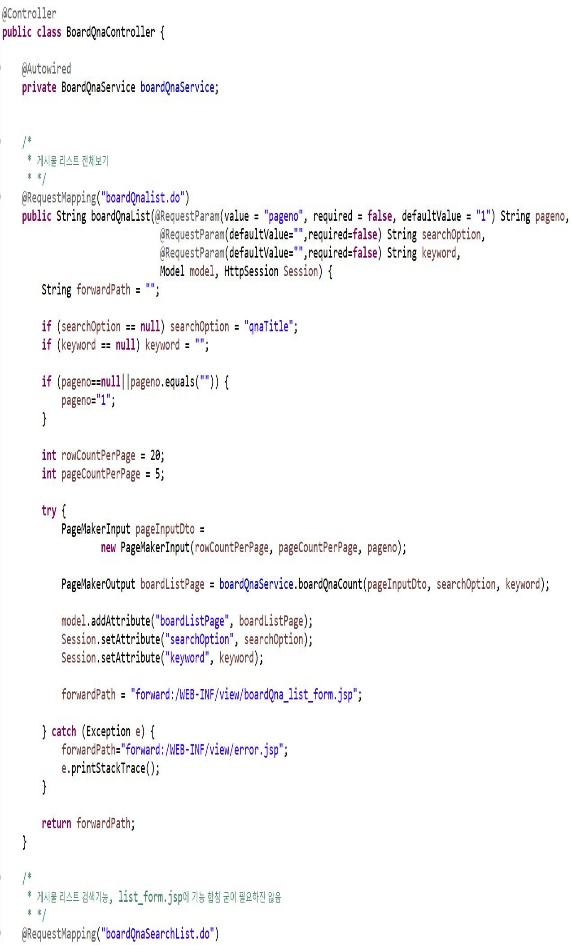 @Controller
public class BoardQnaController {
@Autowired
private BoardQnaService boardQnaService;
/*
* 게시물 리스트 전체보기
* */
@RequestMapping("boardQnalist.do")
public String boardQnaList(@RequestParam(value = "pageno", required = false, defaultValue = "1") String pageno,
@RequestParam(defaultValue="",required=false) String searchOption,
@RequestParam(defaultValue="",required=false) String keyword,
Model model, HttpSession Session) {
String forwardPath = "";
if (searchOption == null) searchOption = "qnaTitle";
if (keyword == null) keyword = "";
if (pageno==null||pageno.equals("")) {
pageno="1";
}
int rowCountPerPage = 20;
int pageCountPerPage = 5;
try {
PageMakerInput pageInputDto =
new PageMakerInput(rowCountPerPage, pageCountPerPage, pageno);
PageMakerOutput boardListPage = boardQnaService.boardQnaCount(pageInputDto, searchOption, keyword);
model.addAttribute("boardListPage", boardListPage);
Session.setAttribute("searchOption", searchOption);
Session.setAttribute("keyword", keyword);
forwardPath = "forward:/WEB-INF/view/boardQna_list_form.jsp";
} catch (Exception e) {
forwardPath="forward:/WEB-INF/view/error.jsp";
e.printStackTrace();
}
return forwardPath;
}
/*
* 게시물 리스트 검색기능, list_form.jsp에 기능 합침 굳이 필요하진 않음
* */
@RequestMapping("boardQnaSearchList.do")